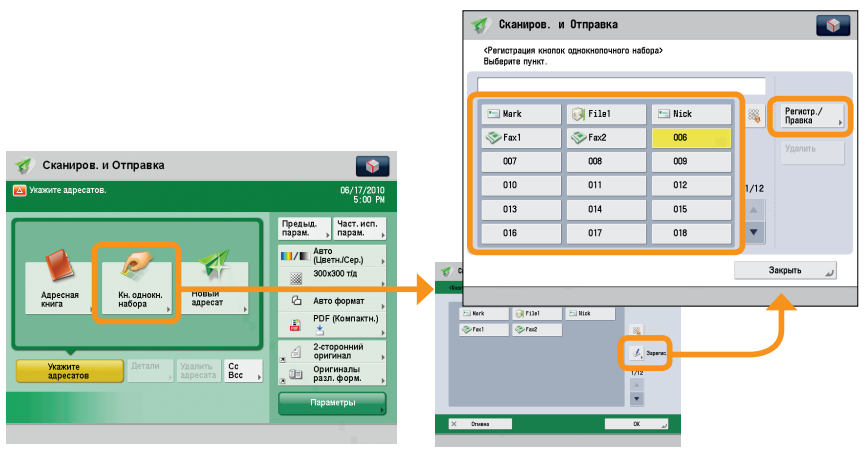 Сканиров. и Отправка
Укажите адресатов.
06/17/2010
5:00 PM
Предыд.
парам.
Част. исп.
парам.
Адресная
книга
Кн. однокн.
набора
Новый
адресат
Авто
(Цветн./Сер.)
300x300 т/д
Авто формат
PDF (Компактн.)
2-сторонний
оригинал
Оригиналы
разл. форм.
Укажите
адресатов
Детали
Удалить
адресата
Cc
Bcc
Параметры
Mark
File1
Nick
Fax1
Fax2
Зарегис.
1/12
Отмена
OK
Сканиров. и Отправка
<Регистрация кнопок однокнопочного набора>
Выберите пункт.
Mark
File1
Nick
Fax1
Fax2
006
007
008
009
010
011
012
013
014
015
016
017
018
Регистр./
Правка
Удалить
1/12
Закрыть